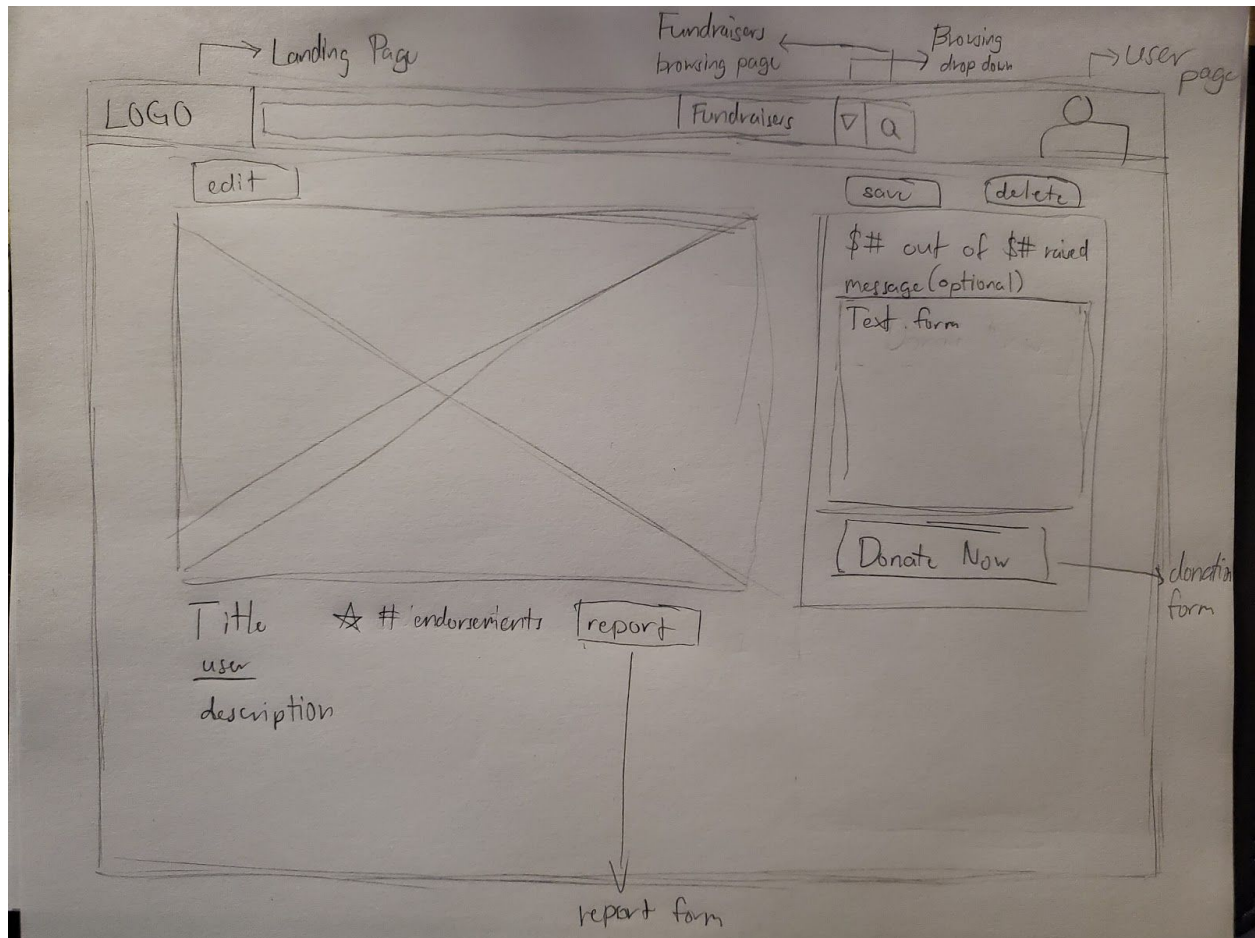 Landing Page
Fundraisers
browsing page
Browsing
drop down
user
page
LOGO
Fundraisers
Q
edit
save
delete
$# out of $# raised
message (optional)
Text form
Donate Now
donation
form
Title
# endorsements
report
user
description
report form